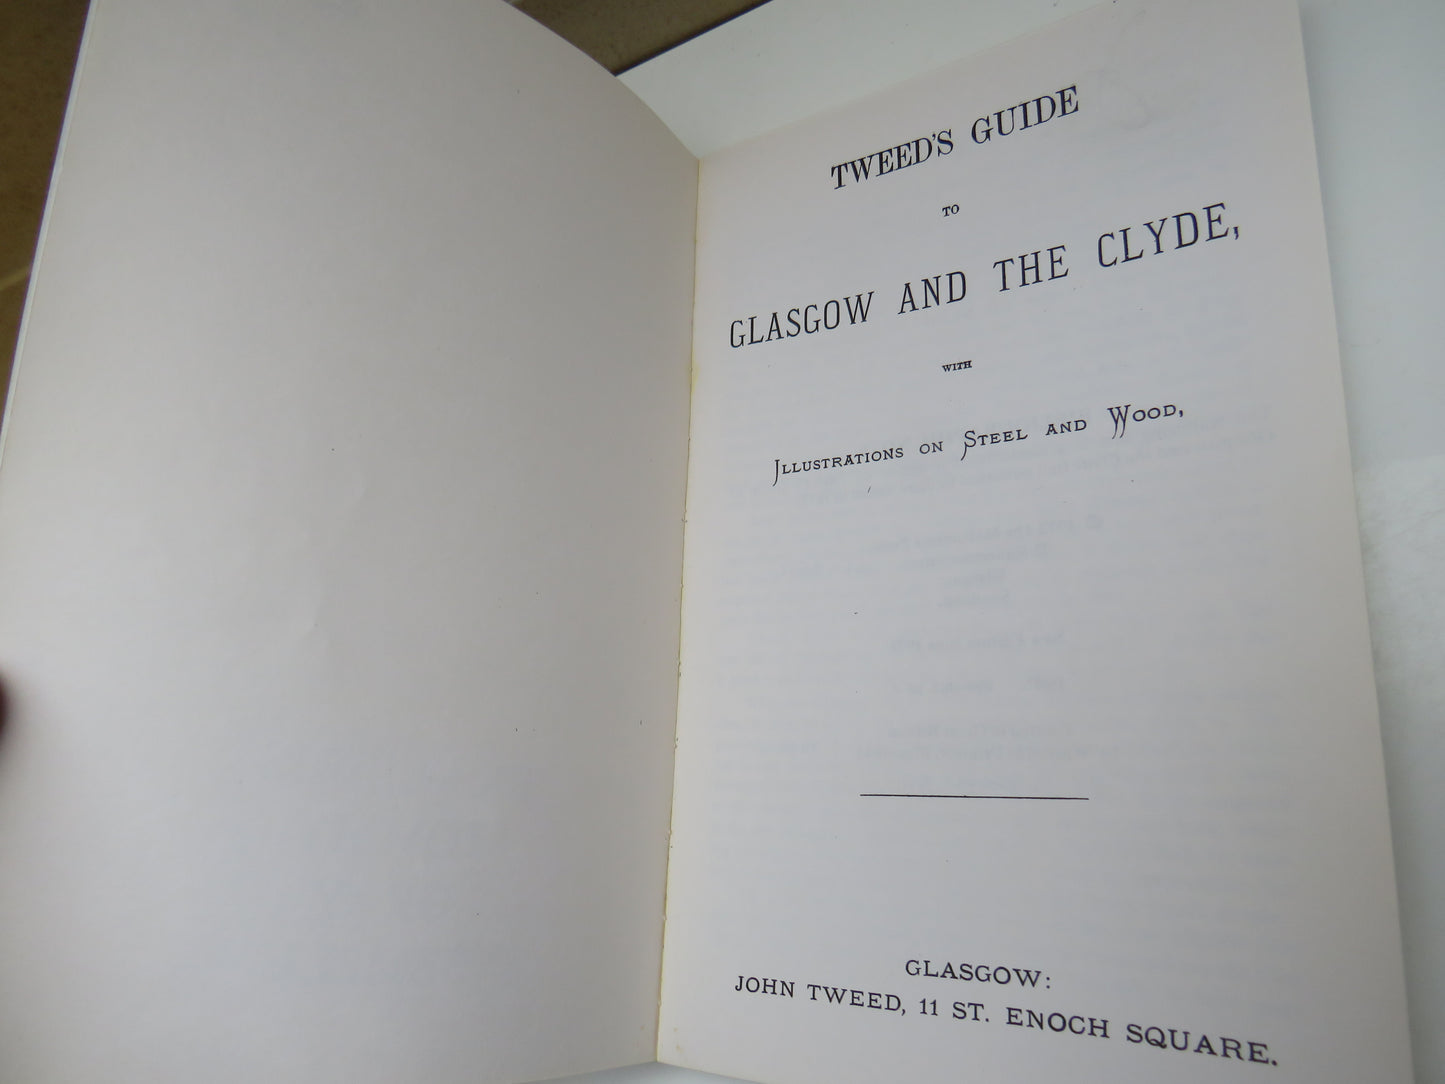 TWEED'S GUIDE
TO
GLASGOW AND THE CLYDE,
WITH
ILLUSTRATIONS ON STEEL AND WOOD,
GLASGOW:
JOHN TWEED, 11 ST. ENOCH SQUARE.